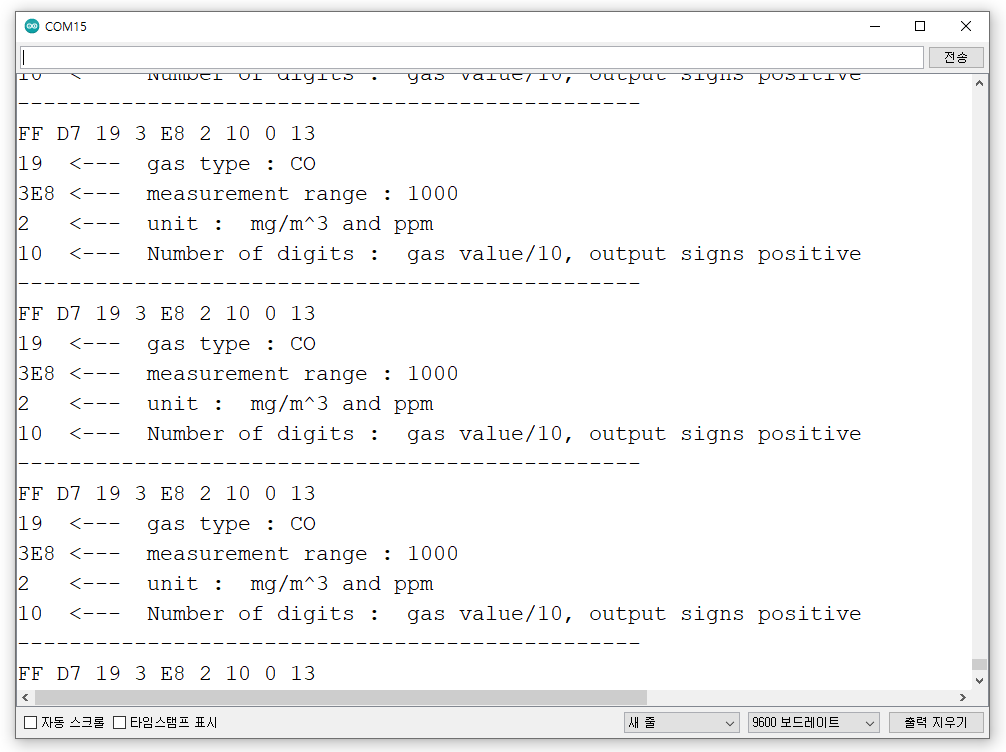 COM15
전송
10  <---  Number of digits :  gas value/10, output signs positive
------------------------------------------------
FF D7 19 3 E8 2 10 0 13
19  <---  gas type : CO
3E8 <---  measurement range : 1000
2   <---  unit :  mg/m^3 and ppm
10  <---  Number of digits :  gas value/10, output signs positive
------------------------------------------------
FF D7 19 3 E8 2 10 0 13
19  <---  gas type : CO
3E8 <---  measurement range : 1000
2   <---  unit :  mg/m^3 and ppm
10  <---  Number of digits :  gas value/10, output signs positive
------------------------------------------------
FF D7 19 3 E8 2 10 0 13
19  <---  gas type : CO
3E8 <---  measurement range : 1000
2   <---  unit :  mg/m^3 and ppm
10  <---  Number of digits :  gas value/10, output signs positive
------------------------------------------------
FF D7 19 3 E8 2 10 0 13
자동 스크롤 타임스탬프 표시 새 줄 9600 보드레이트 출력 지우기